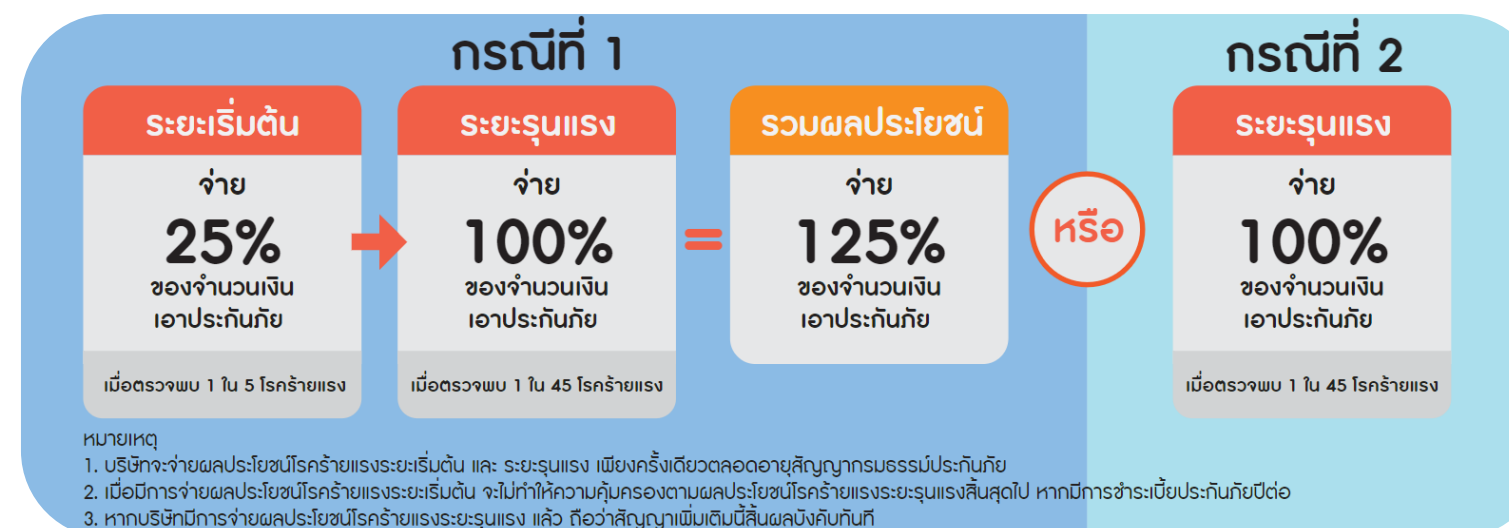 กรณีที่ 1
ระยะเริ่มต้น
จ่าย
25%
ของจำนวนเงิน
เอาประกันภัย
เมื่อตรวจพบ 1 ใน 5 โรคร้ายแรง
ระยะรุนแรง
จ่าย
100%
ของจำนวนเงิน
เอาประกันภัย
เมื่อตรวจพบ 1 ใน 45 โรคร้ายแรง
=
รวมผลประโยชน์
จ่าย
125%
ของจำนวนเงิน
เอาประกันภัย
หรือ
กรณีที่ 2
ระยะรุนแรง
จ่าย
100%
ของจำนวนเงิน
เอาประกันภัย
เมื่อตรวจพบ 1 ใน 45 โรคร้ายแรง
หมายเหตุ
1. บริษัทจะจ่ายผลประโยชน์โรคร้ายแรงระยะเริ่มต้น และ ระยะรุนแรง เพียงครั้งเดียวตลอดอายุสัญญากรมธรรม์ประกันภัย
2. เมื่อมีการจ่ายผลประโยชน์โรคร้ายแรงระยะเริ่มต้น จะไม่ทำให้ความคุ้มครองตามผลประโยชน์โรคร้ายแรงระยะรุนแรงสิ้นสุดไป หากมีการชำระเบี้ยประกันภัยปีต่อ
3. หากบริษัทมีการจ่ายผลประโยชน์โรคร้ายแรงระยะรุนแรง แล้ว ถือว่าสัญญาเพิ่มเติมนี้สิ้นผลบังคับทันที